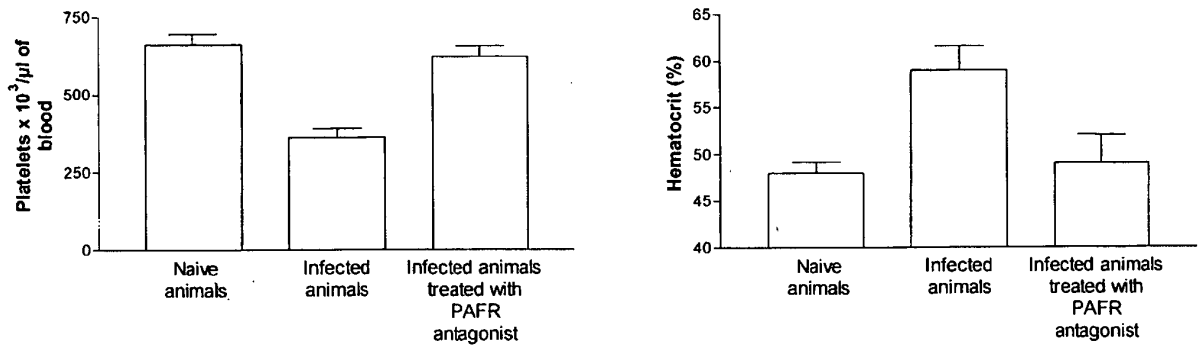 Platelets x 10³/µl of
blood
750
500
250
0
Naive
animals
Infected
animals
Infected animals
treated with
PAFR
antagonist
Hematocrit (%)
65
60
55
50
45
40
Naive
animals
Infected
animals
Infected animals
treated with
PAFR
antagonist